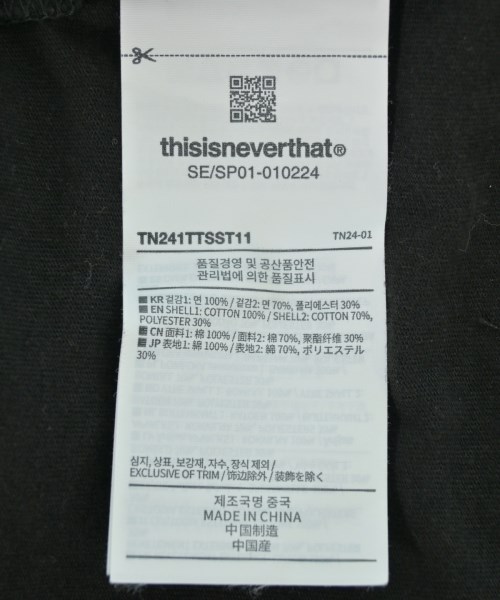 thisisneverthat®
SE/SP01-010224
TN241TTSST11 TN24-01
품질경영 및 공산품안전
관리법에 의한 품질표시
KR 겉감1: 면 100% / 겉감2: 면 70%, 폴리에스터 30%
EN SHELL1: COTTON 100% / SHELL2: COTTON 70%,
POLYESTER 30%
CN 面料1: 棉 100% / 面料2: 棉 70%, 聚酯纤维 30%
JP 表地1: 綿 100% / 表地2: 綿 70%, ポリエステル
30%
심지, 상표, 보강재, 자수, 장식 제외 /
EXCLUSIVE OF TRIM / 饰边除外 / 装飾を除く
제조국명 중국
MADE IN CHINA
中国制造
中国産